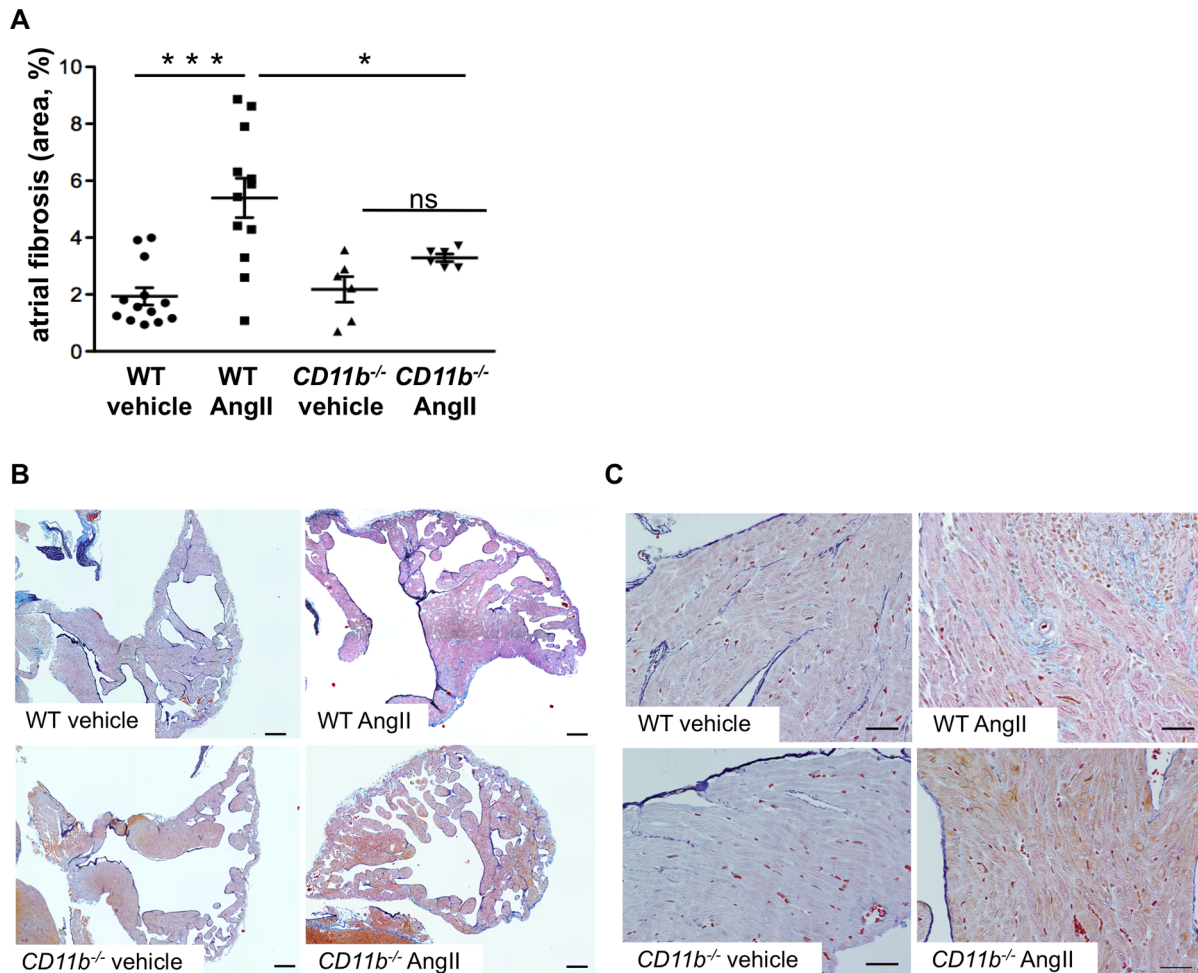 A
* * *
*
10
8
6
4
2
0
atrial fibrosis (area, %)
ns
WT vehicle
WT AngII
CD11b-/- vehicle
CD11b-/- AngII
B
WT vehicle
WT AngII
CD11b-/- vehicle
CD11b-/- AngII
C
WT vehicle
WT AngII
CD11b-/- vehicle
CD11b-/- AngII